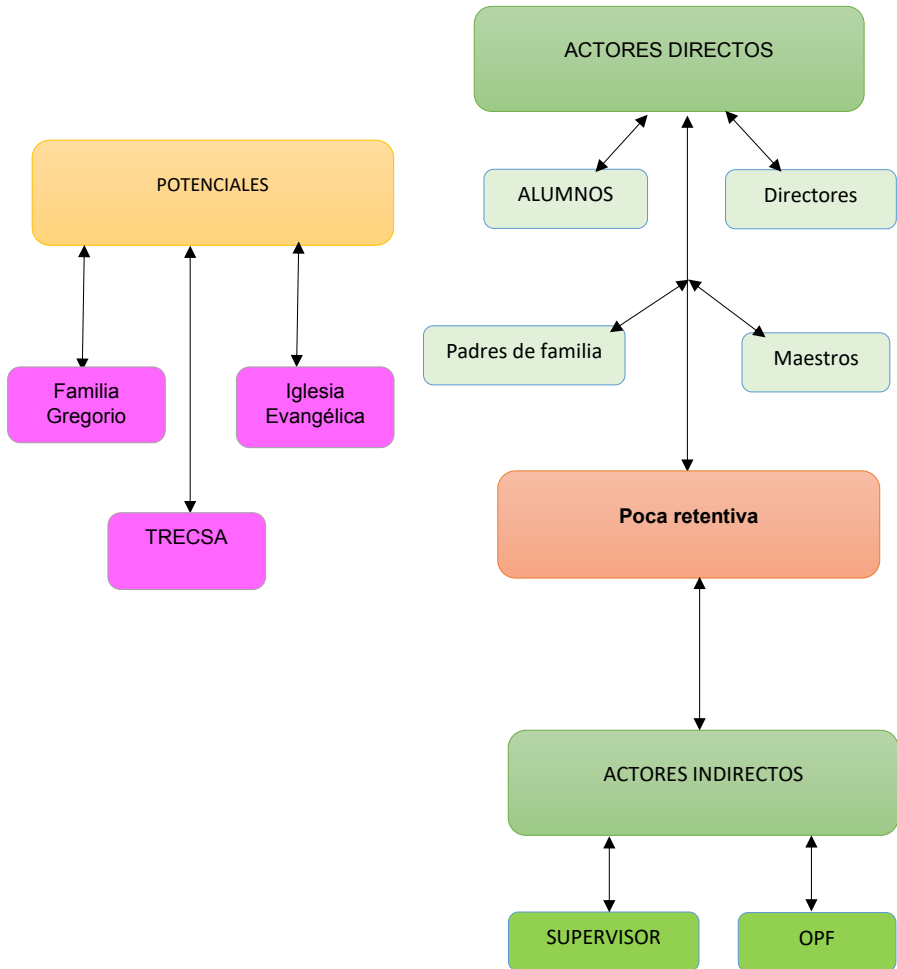 ACTORES DIRECTOS
POTENCIALES
ALUMNOS
Directores
Padres de familia
Maestros
Familia
Gregorio
Iglesia
Evangélica
TRECSA
Poca retentiva
ACTORES INDIRECTOS
SUPERVISOR
OPF